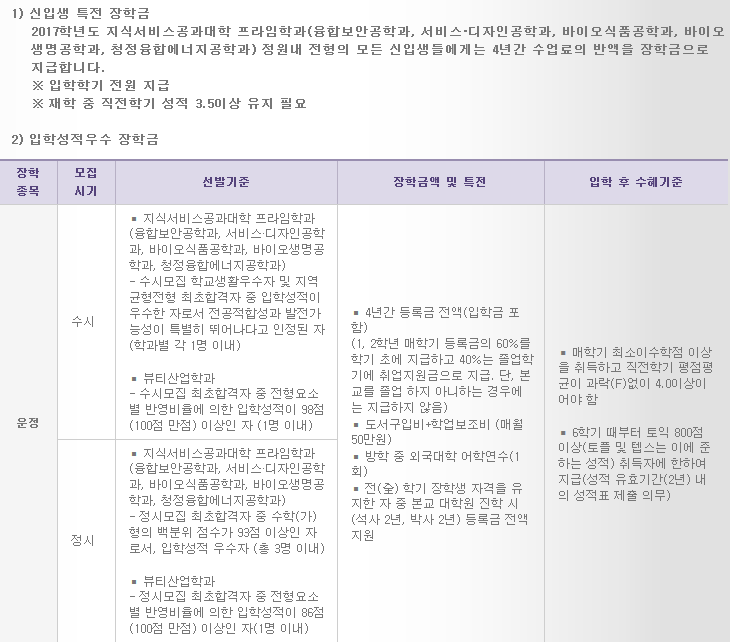 1) 신입생 특전 장학금
2017학년도 지식서비스공과대학 프라임학과(융합보안공학과, 서비스·디자인공학과, 바이오식품공학과, 바이오
생명공학과, 청정융합에너지공학과) 정원내 전형의 모든 신입생들에게는 4년간 수업료의 반액을 장학금으로
지급합니다.
※ 입학학기 전원 지급
※ 재학 중 직전학기 성적 3.5이상 유지 필요
2) 입학성적우수 장학금
장학
종목
모집
시기
선발기준
장학금액 및 특전
입학 후 수혜기준
운정
수시
▪ 지식서비스공과대학 프라임학과
(융합보안공학과, 서비스·디자인공학
과, 바이오식품공학과, 바이오생명공
학과, 청정융합에너지공학과)
- 수시모집 학교생활우수자 및 지역
균형전형 최초합격자 중 입학성적이
우수한 자로서 전공적합성과 발전가
능성이 특별히 뛰어나다고 인정된 자
(학과별 각 1명 이내)
▪ 뷰티산업학과
- 수시모집 최초합격자 중 전형요소
별 반영비율에 의한 입학성적이 98점
(100점 만점) 이상인 자 (1명 이내)
정시
▪ 지식서비스공과대학 프라임학과
(융합보안공학과, 서비스·디자인공학
과, 바이오식품공학과, 바이오생명공
학과, 청정융합에너지공학과)
- 정시모집 최초합격자 중 수학(가)
형의 백분위 점수가 93점 이상인 자
로서, 입학성적 우수자 (총 3명 이내)
▪ 뷰티산업학과
- 정시모집 최초합격자 중 전형요소
별 반영비율에 의한 입학성적이 86점
(100점 만점) 이상인 자(1명 이내)
▪ 4년간 등록금 전액(입학금 포
함)
(1, 2학년 매학기 등록금의 60%를
학기 초에 지급하고 40%는 졸업학
기에 취업지원금으로 지급. 단, 본
교를 졸업 하지 아니하는 경우에
는 지급하지 않음)
▪ 도서구입비+학업보조비 (매월
50만원)
▪ 방학 중 외국대학 어학연수(1
회)
▪ 전(全) 학기 장학생 자격을 유
지한 자 중 본교 대학원 진학 시
(석사 2년, 박사 2년) 등록금 전액
지원
▪ 매학기 최소이수학점 이상
을 취득하고 직전학기 평점평
균이 과락(F)없이 4.00이상이
어야 함
▪ 6학기 때부터 토익 800점
이상(토플 및 텝스는 이에 준
하는 성적) 취득자에 한하여
지급(성적 유효기간(2년) 내
의 성적표 제출 의무)